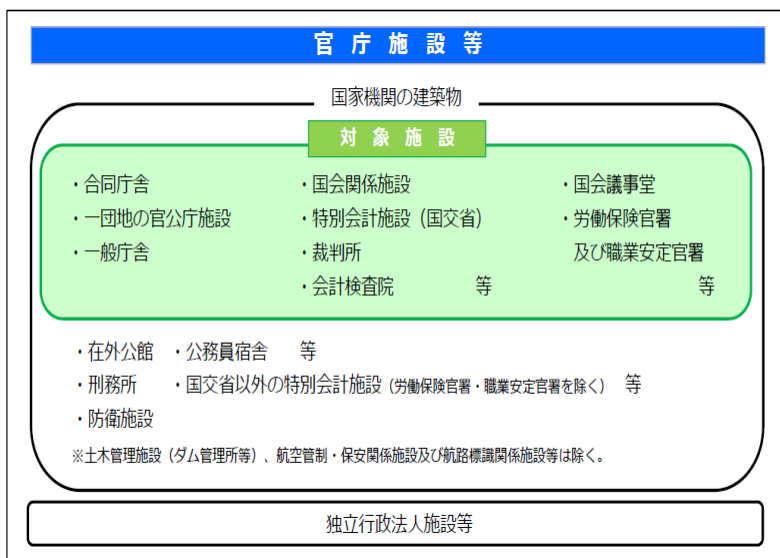 官庁施設等
国家機関の建築物
対象施設
・合同庁舎
・一団地の官公庁施設
・一般庁舎
・国会関係施設
・特別会計施設（国交省）
・裁判所
・会計検査院 等
・国会議事堂
・労働保険官署
及び職業安定官署
等
・在外公館 ・公務員宿舎 等
・刑務所 ・国交省以外の特別会計施設（労働保険官署・職業安定官署を除く） 等
・防衛施設
※土木管理施設（ダム管理所等）、航空管制・保安関係施設及び航路標識関係施設等は除く。
独立行政法人施設等